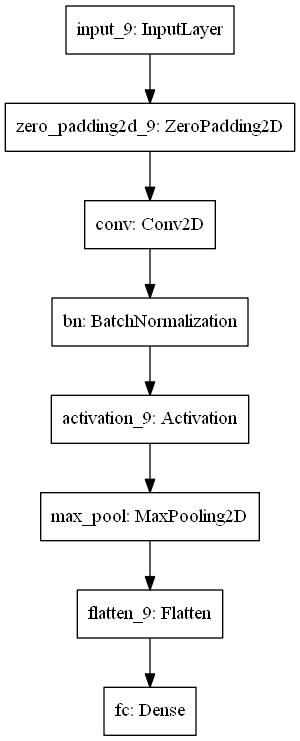 input_9: InputLayer
zero_padding2d_9: ZeroPadding2D
conv: Conv2D
bn: BatchNormalization
activation_9: Activation
max_pool: MaxPooling2D
flatten_9: Flatten
fc: Dense